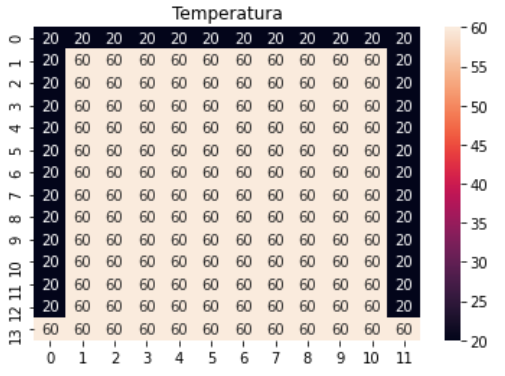 Temperatura
0 20 20 20 20 20 20 20 20 20 20 20 20
1 20 60 60 60 60 60 60 60 60 60 60 20
2 20 60 60 60 60 60 60 60 60 60 60 20
3 20 60 60 60 60 60 60 60 60 60 60 20
4 20 60 60 60 60 60 60 60 60 60 60 20
5 20 60 60 60 60 60 60 60 60 60 60 20
6 20 60 60 60 60 60 60 60 60 60 60 20
7 20 60 60 60 60 60 60 60 60 60 60 20
8 20 60 60 60 60 60 60 60 60 60 60 20
9 20 60 60 60 60 60 60 60 60 60 60 20
10 20 60 60 60 60 60 60 60 60 60 60 20
11 20 60 60 60 60 60 60 60 60 60 60 20
12 20 60 60 60 60 60 60 60 60 60 60 20
13 60 60 60 60 60 60 60 60 60 60 60 60
0 1 2 3 4 5 6 7 8 9 10 11
60
55
50
45
40
35
30
25
20